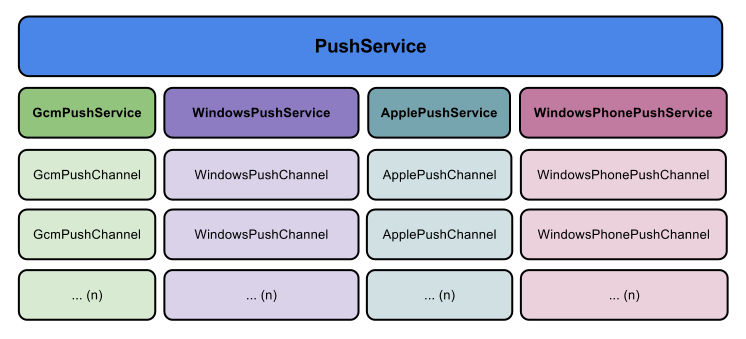 PushService
GcmPushService WindowsPushService ApplePushService WindowsPhonePushService
GcmPushChannel WindowsPushChannel ApplePushChannel WindowsPhonePushChannel
GcmPushChannel WindowsPushChannel ApplePushChannel WindowsPhonePushChannel
... (n) ... (n) ... (n) ... (n)